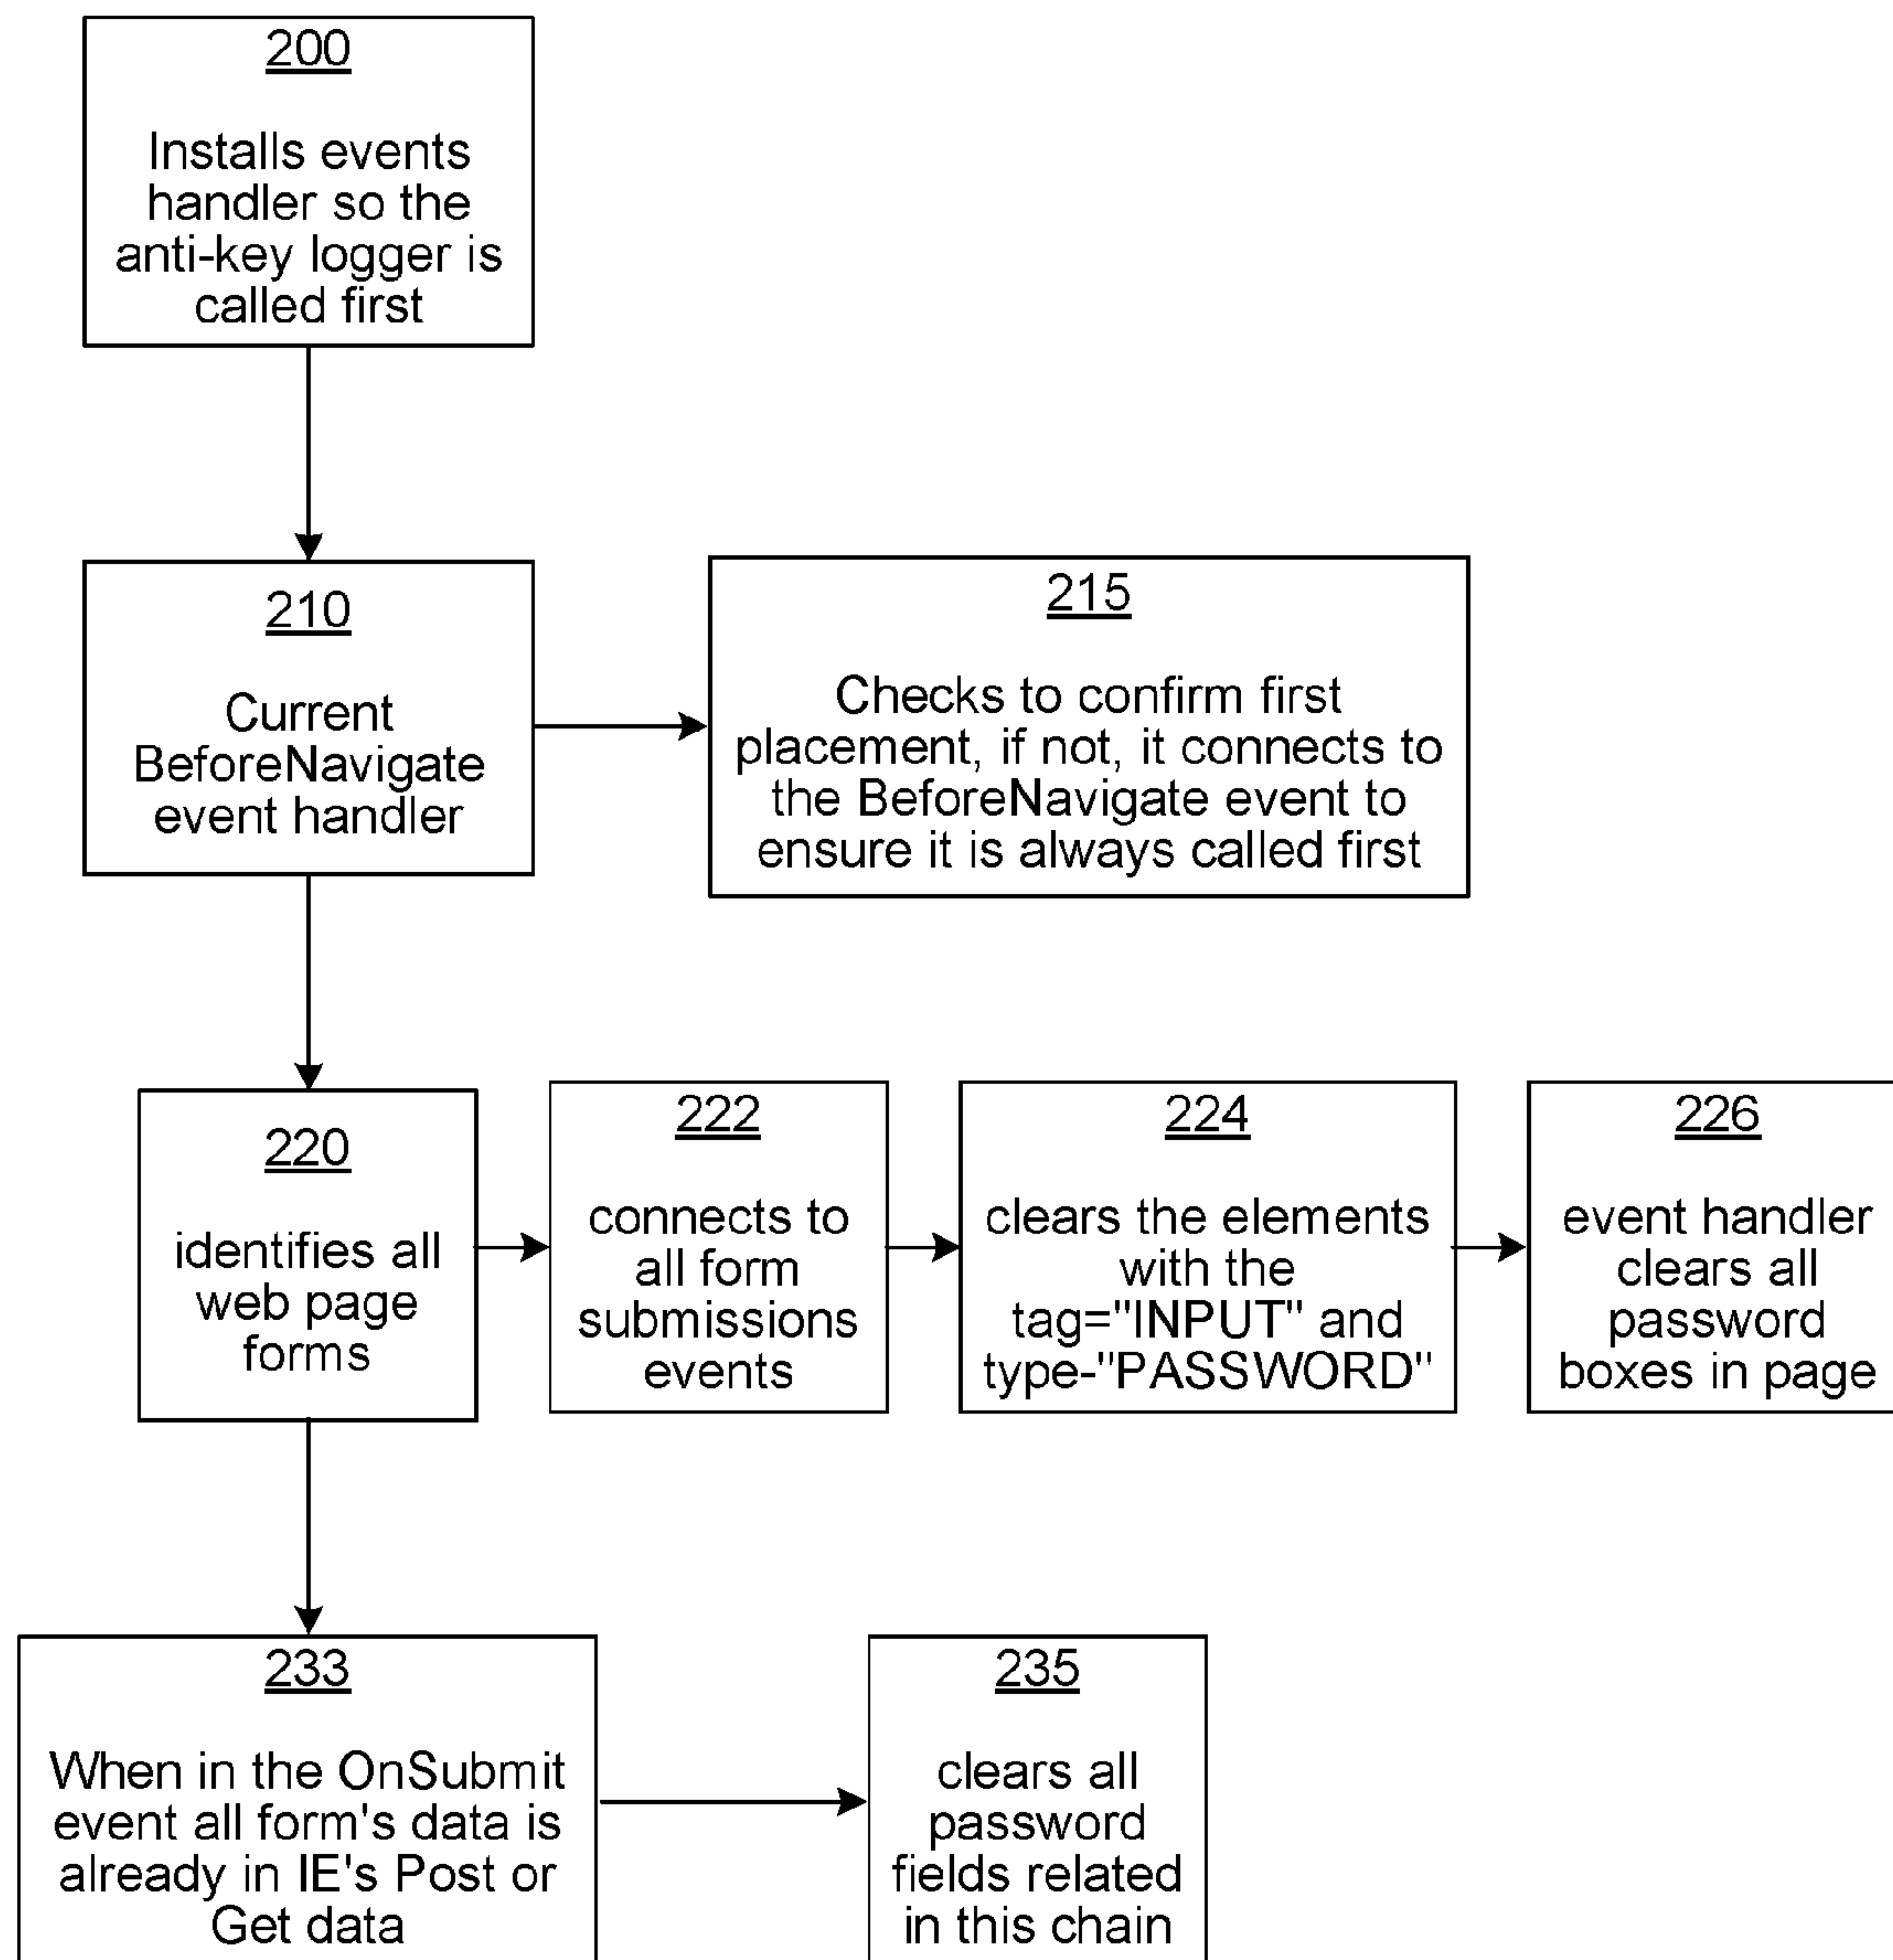 200
Installs events
handler so the
anti-key logger is
called first
210
Current
BeforeNavigate
event handler
215
Checks to confirm first
placement, if not, it connects to
the BeforeNavigate event to
ensure it is always called first
220
identifies all
web page
forms
222
connects to
all form
submissions
events
224
clears the elements
with the
tag="INPUT" and
type-"PASSWORD"
226
event handler
clears all
password
boxes in page
233
When in the OnSubmit
event all form's data is
already in IE's Post or
Get data
235
clears all
password
fields related
in this chain